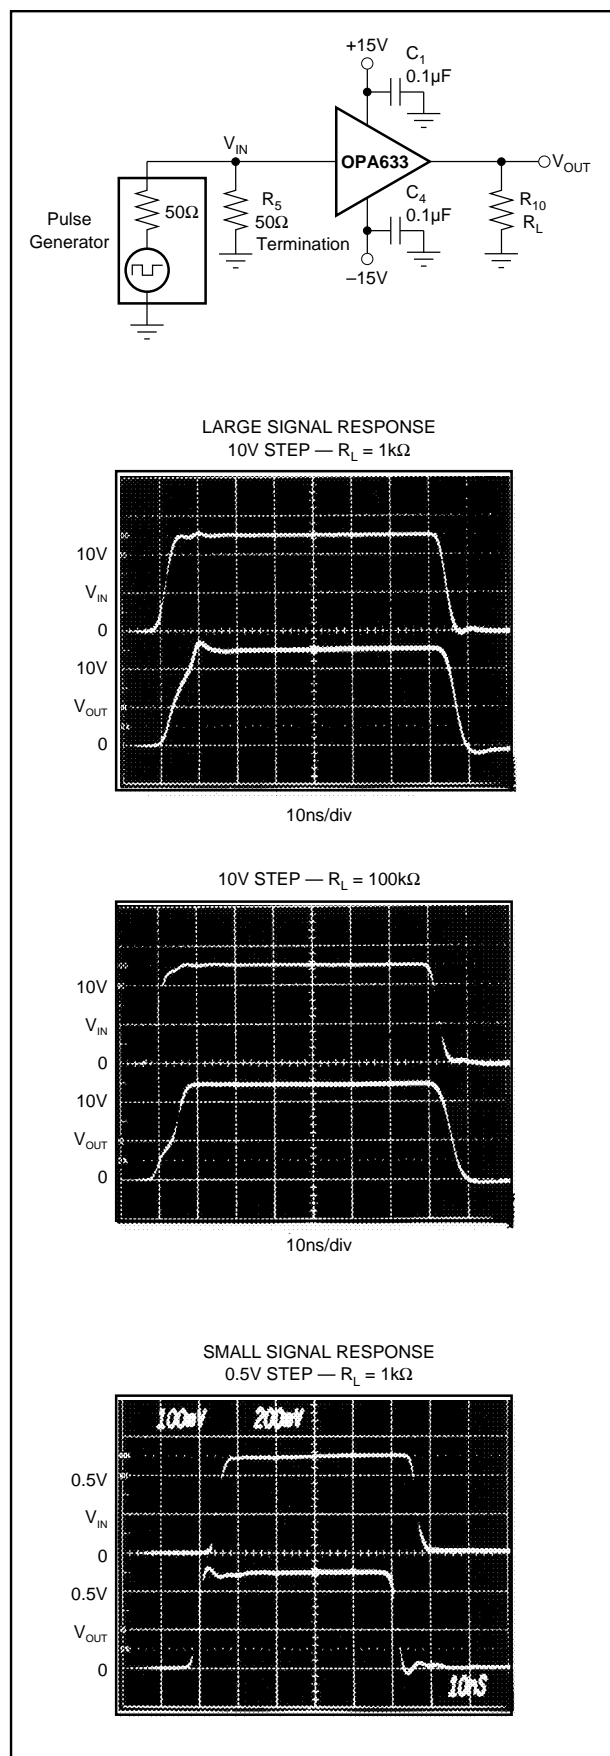 +15V
C1
0.1µF
VIN
OPA633
VOUT
50Ω
R5
50Ω
Termination
C4
0.1µF
R10
RL
Pulse
Generator
–15V
LARGE SIGNAL RESPONSE
10V STEP — RL = 1kΩ
10V
VIN
0
10V
VOUT
0
10ns/div
10V STEP — RL = 100kΩ
10V
VIN
0
10V
VOUT
0
10ns/div
SMALL SIGNAL RESPONSE
0.5V STEP — RL = 1kΩ
100mV 200mV
0.5V
VIN
0
0.5V
VOUT
0
10nS